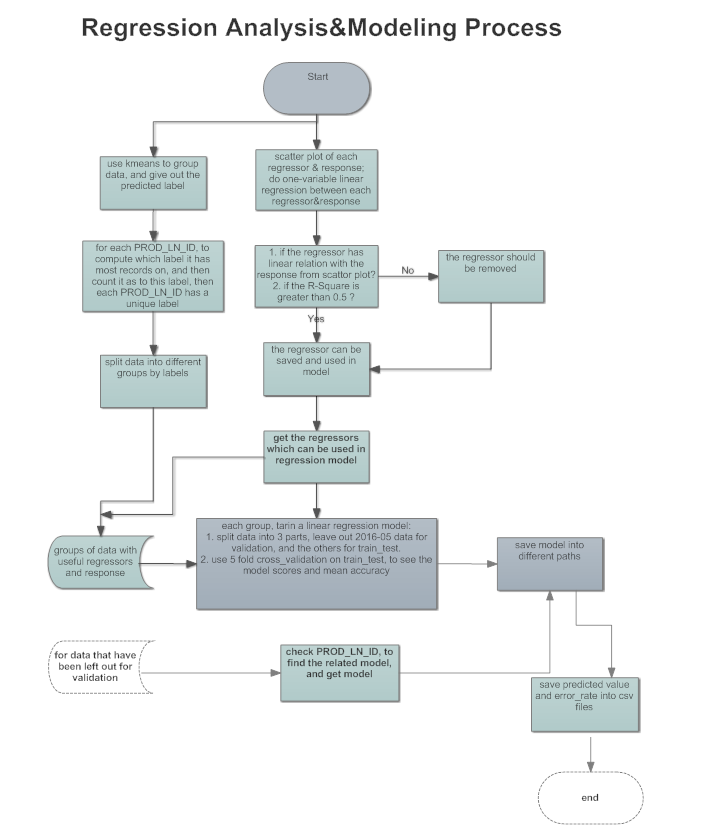 Regression Analysis&Modeling Process
Start
use kmeans to group
data, and give out the
predicted label
scatter plot of each
regressor & response;
do one-variable linear
regression between each
regressor&response
for each PROD_LN_ID, to
compute which label it has
most records on, and then
count it as to this label, then
each PROD_LN_ID has a
unique label
1. if the regressor has
linear relation with the
response from scattor plot?
2. if the R-Square is
greater than 0.5 ?
No
the regressor should
be removed
Yes
split data into different
groups by labels
the regressor can be
saved and used in
model
get the regressors
which can be used in
regression model
groups of data with
useful regressors
and response
each group, tarin a linear regression model:
1. split data into 3 parts, leave out 2016-05 data for
validation, and the others for train_test.
2. use 5 fold cross_validation on train_test, to see the
model scores and mean accuracy
save model into
different paths
for data that have
been left out for
validation
check PROD_LN_ID, to
find the related model,
and get model
save predicted value
and error_rate into csv
files
end